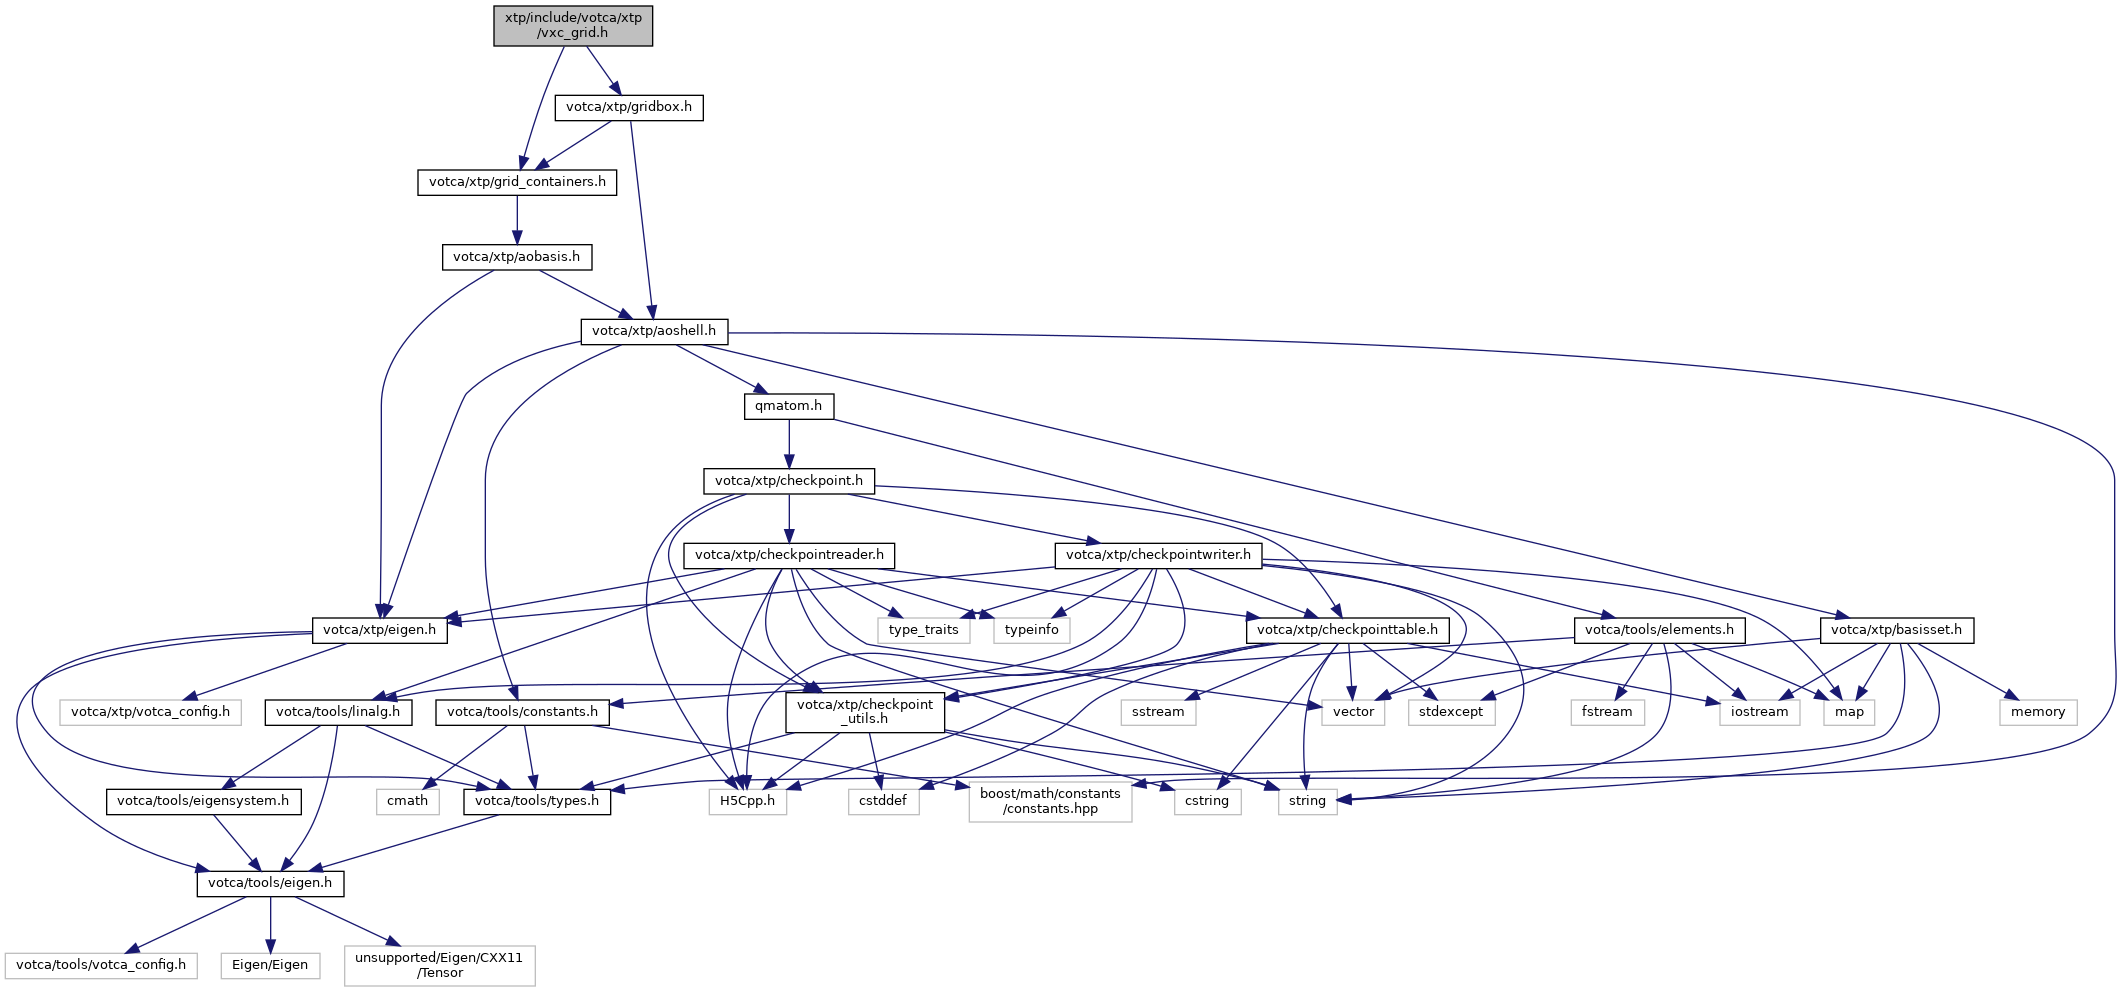 xtp/include/votca/xtp
/vxc_grid.h
votca/xtp/gridbox.h
votca/xtp/grid_containers.h
votca/xtp/aobasis.h
votca/xtp/aoshell.h
qmatom.h
votca/xtp/checkpoint.h
votca/xtp/checkpointreader.h
votca/xtp/checkpointwriter.h
votca/xtp/eigen.h
type_traits
typeinfo
votca/xtp/checkpointtable.h
votca/tools/elements.h
votca/xtp/basisset.h
votca/xtp/votca_config.h
votca/tools/linalg.h
votca/tools/constants.h
votca/xtp/checkpoint
_utils.h
sstream
vector
stdexcept
fstream
iostream
map
memory
votca/tools/eigensystem.h
cmath
votca/tools/types.h
H5Cpp.h
cstddef
boost/math/constants
/constants.hpp
cstring
string
votca/tools/eigen.h
votca/tools/votca_config.h
Eigen/Eigen
unsupported/Eigen/CXX11
/Tensor